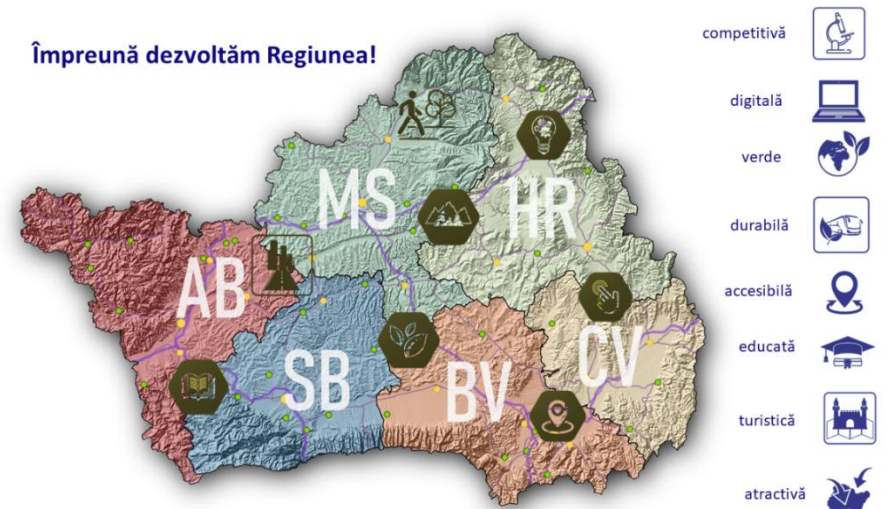 Împreună dezvoltăm Regiunea!
competitivă
digitală
verde
durabilă
accesibilă
educată
turistică
atractivă
MS
HR
AB
SB
BV
CV